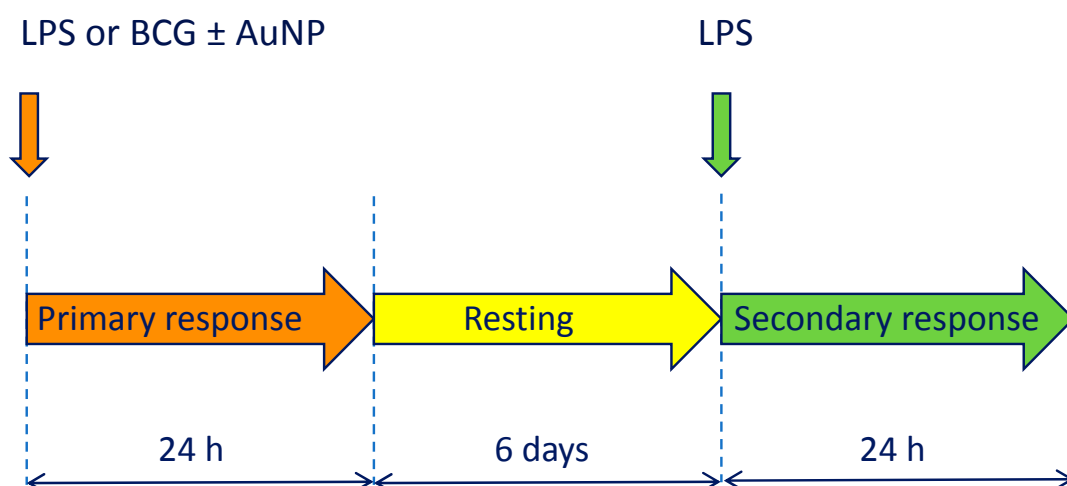 LPS or BCG ± AuNP
LPS
Primary response
Resting
Secondary response
24 h
6 days
24 h